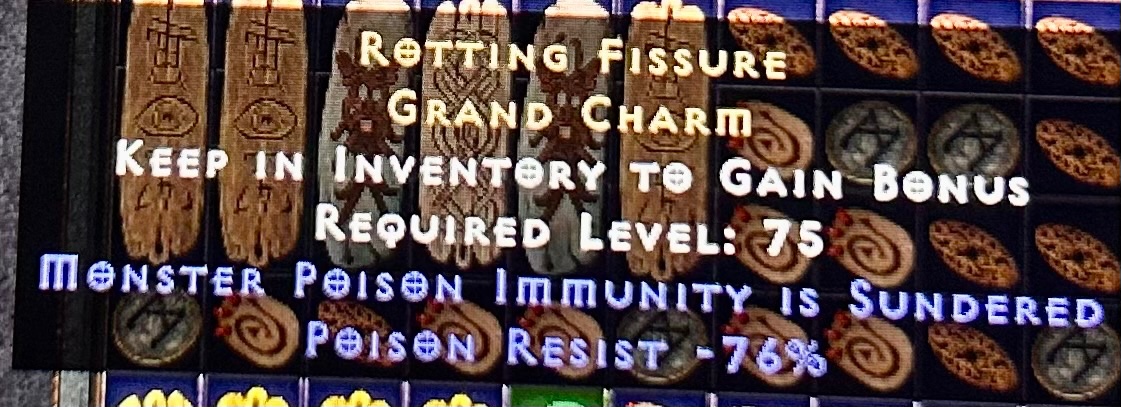 Rotting Fissure
Grand Charm
Keep in Inventory to Gain Bonus
Required Level: 75
Monster Poison Immunity is Sundered
Poison Resist -76%